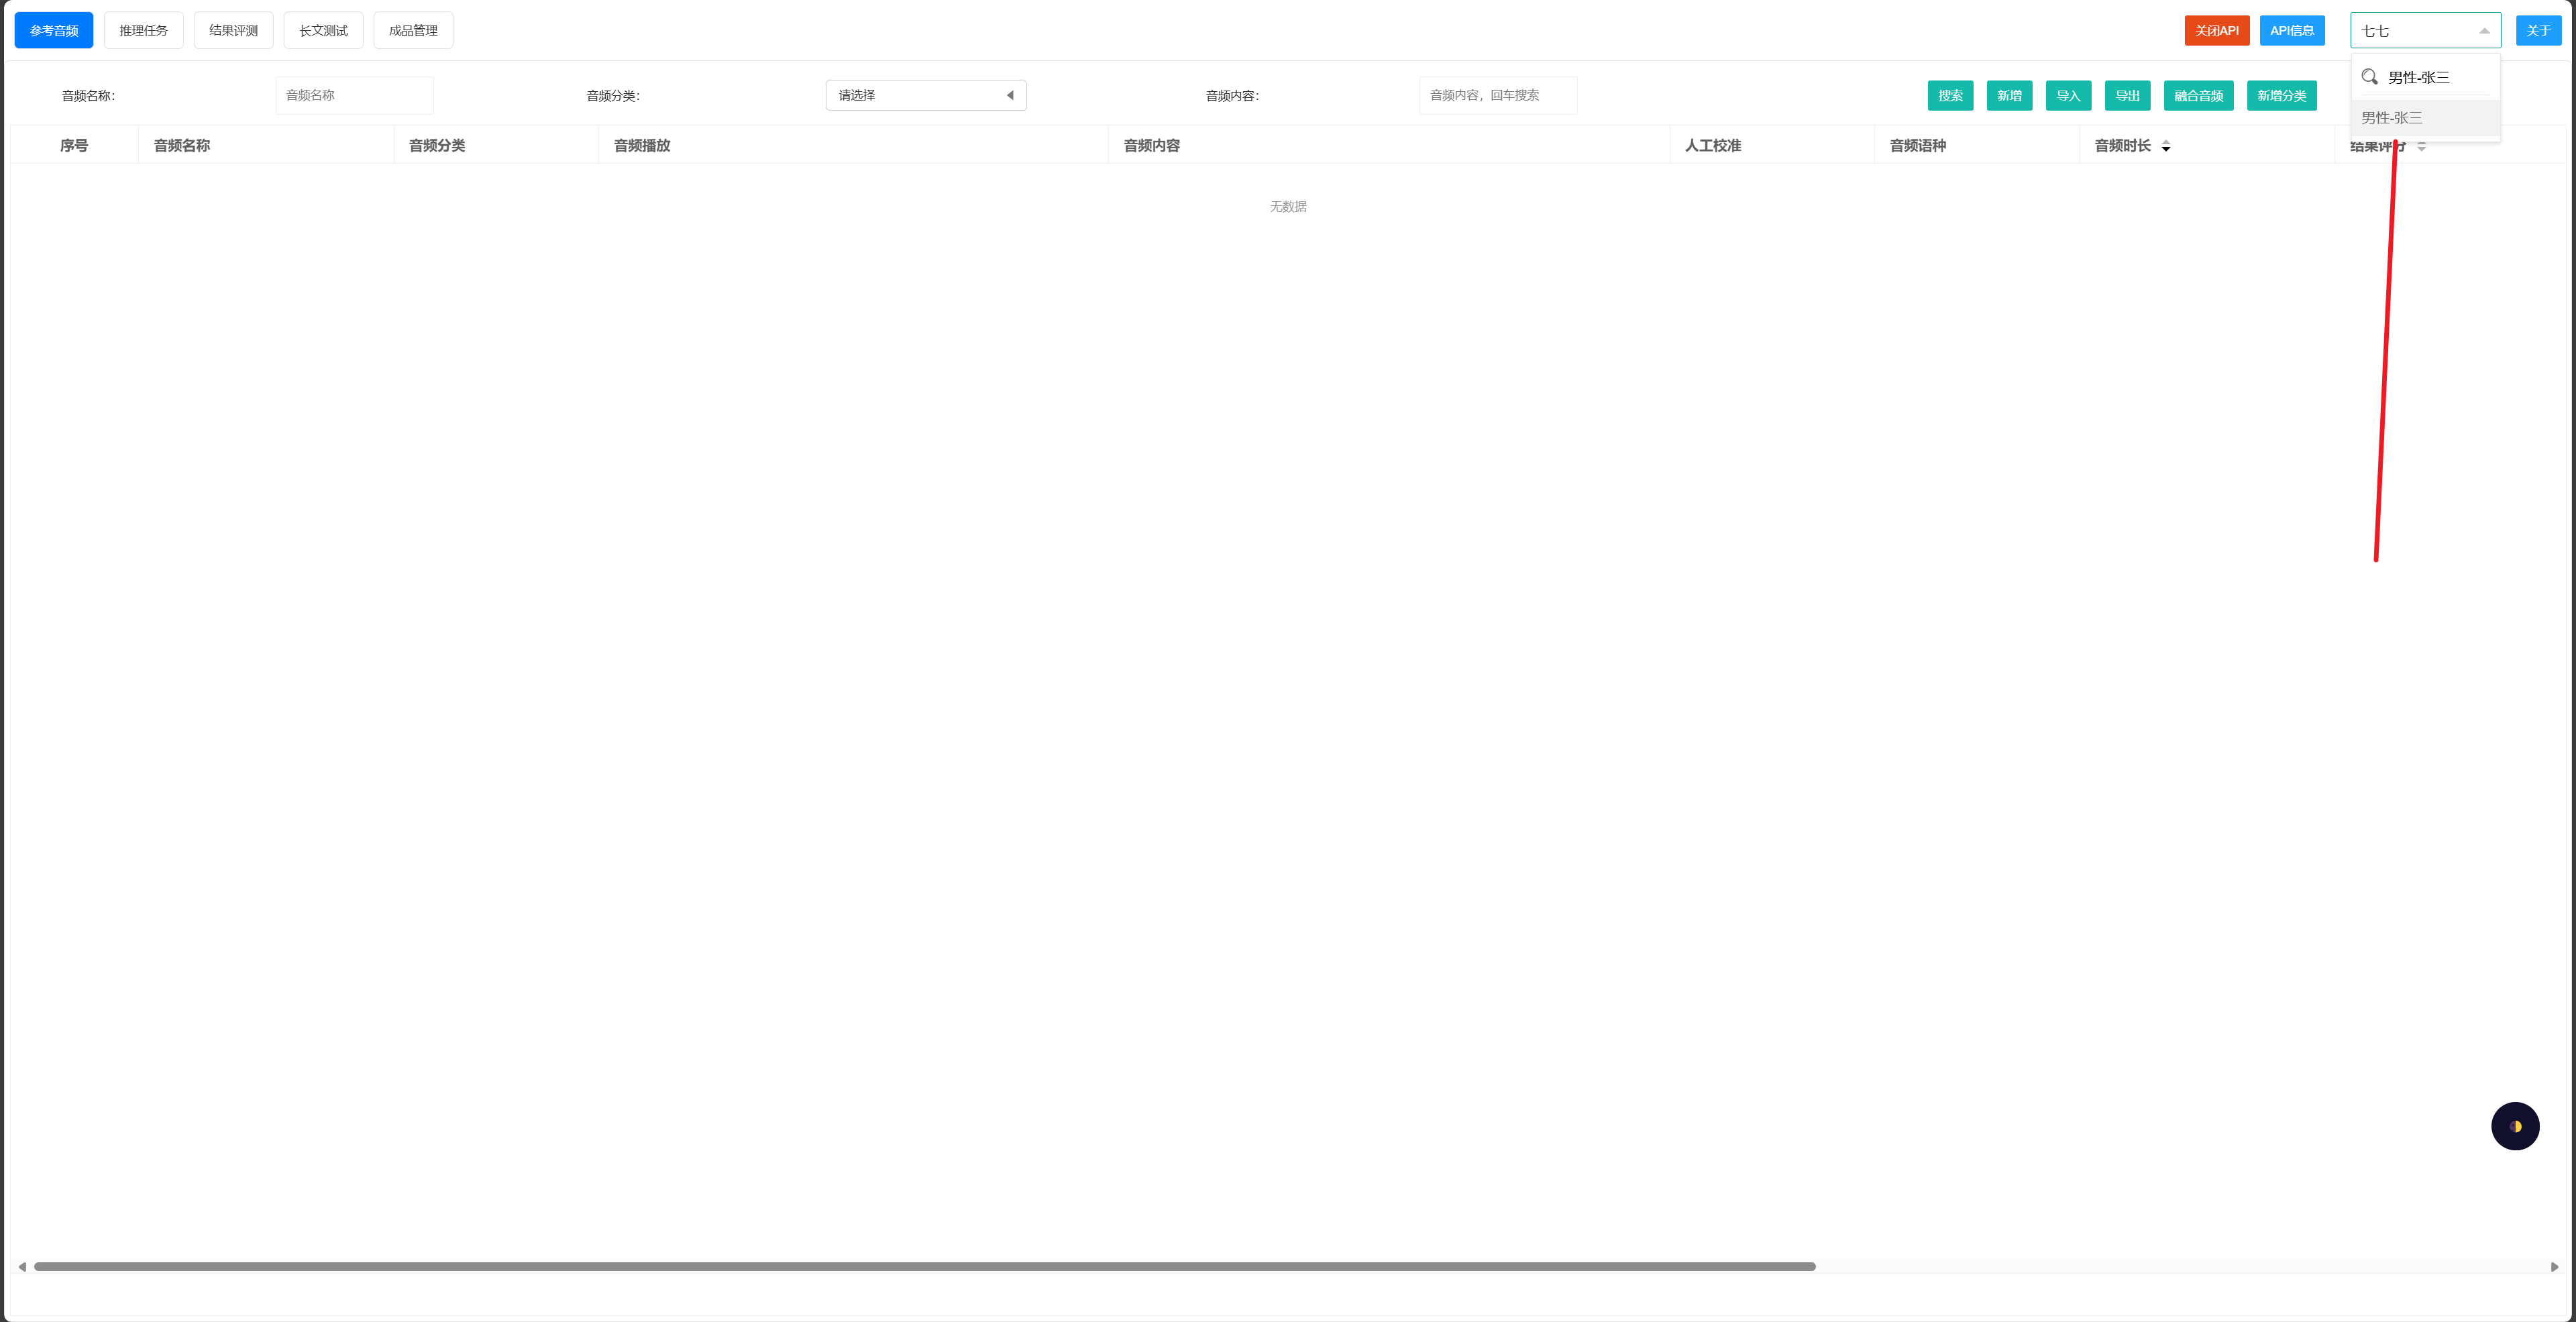 参考音频
推理任务
结果评测
长文测试
成品管理
关闭API
API信息
七七
关于
音频名称:
音频名称
音频分类:
请选择
音频内容:
音频内容，回车搜索
搜索
新增
导入
导出
融合音频
新增分类
男性-张三
男性-张三
序号
音频名称
音频分类
音频播放
音频内容
人工校准
音频语种
音频时长
结果评分
无数据